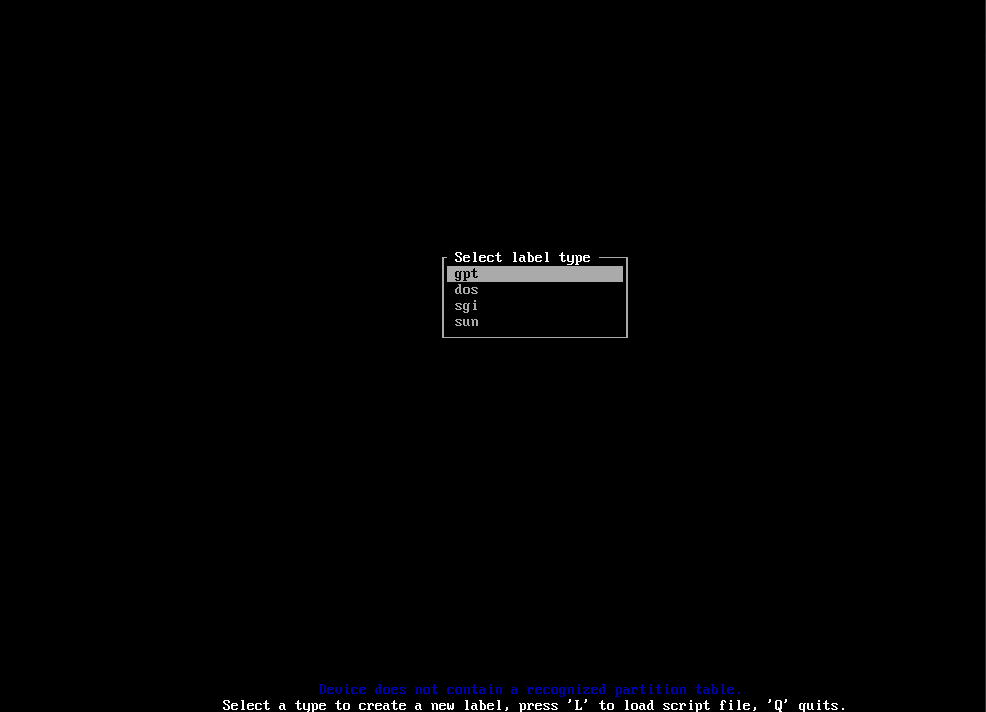 Select label type
gpt
dos
sgi
sun
Device does not contain a recognized partition table.
Select a type to create a new label, press 'L' to load script file, 'Q' quits.